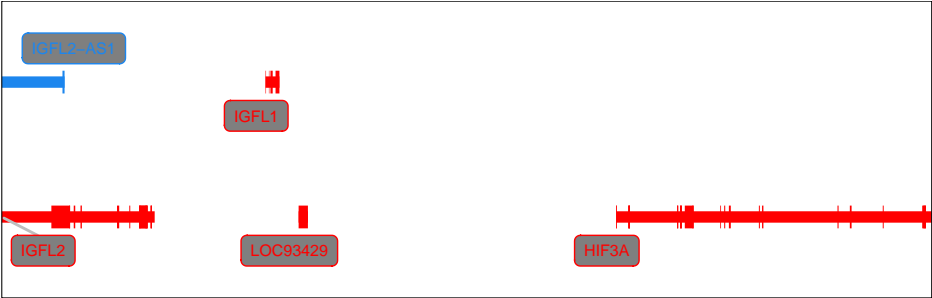 IGFL2–AS1
IGFL1
IGFL2
LOC93429
HIF3A